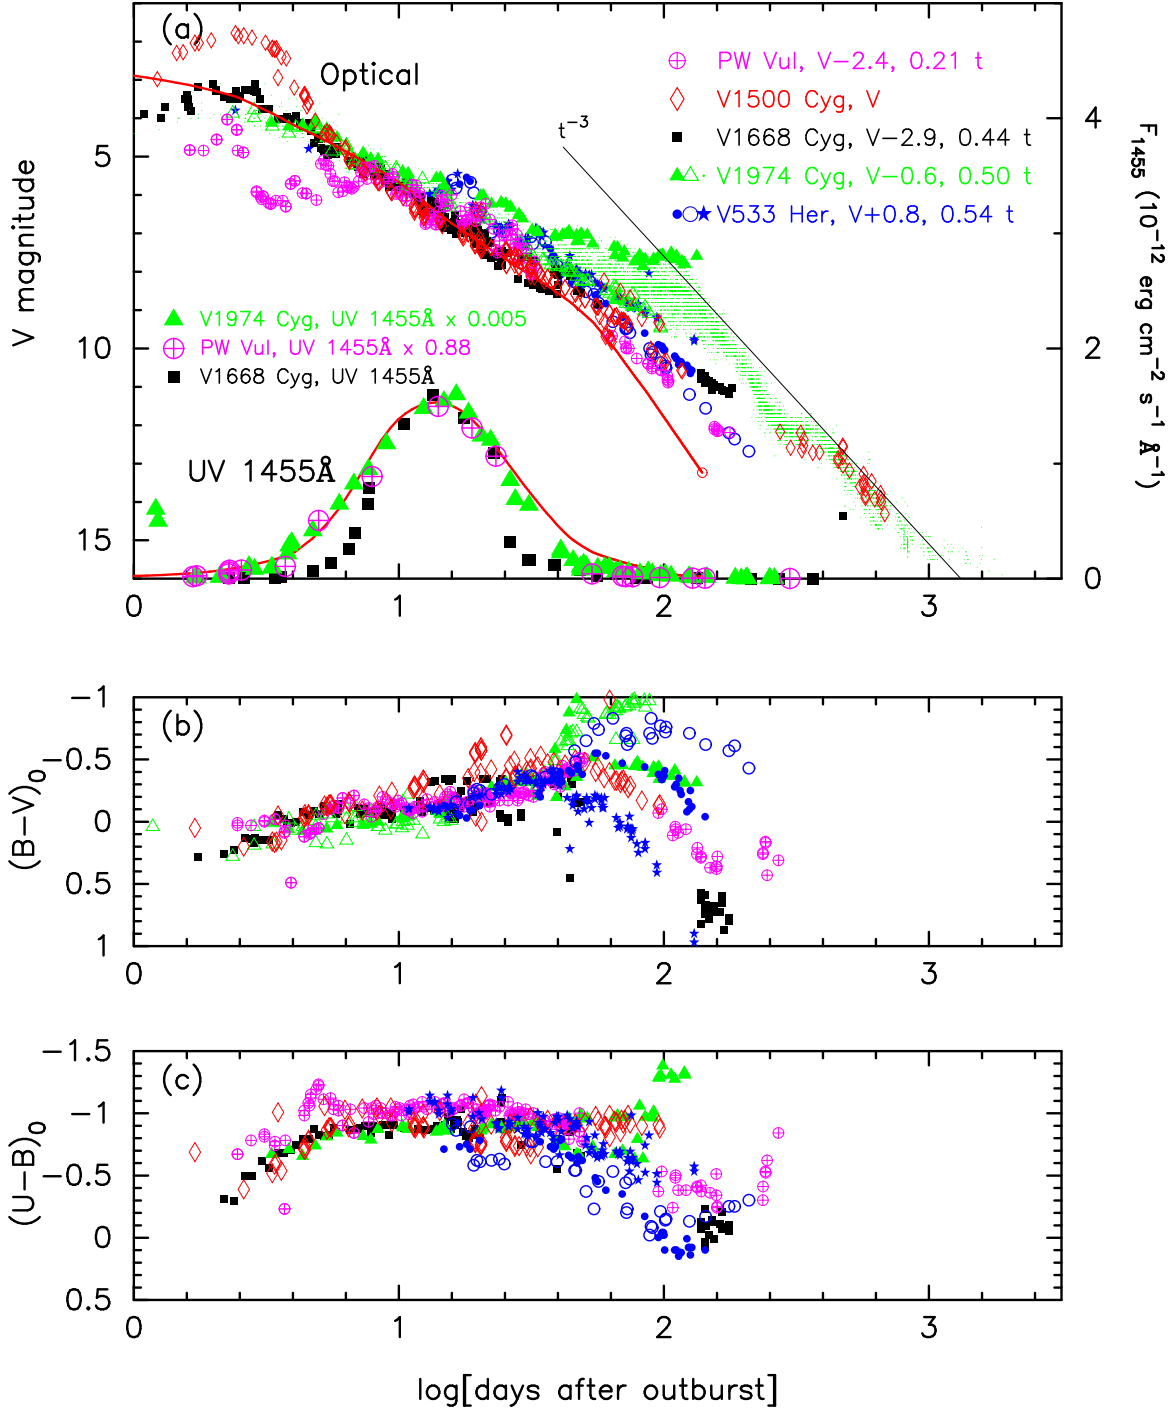 (a)
Optical
t−3
PW Vul, V−2.4, 0.21 t
V1500 Cyg, V
V1668 Cyg, V−2.9, 0.44 t
V1974 Cyg, V−0.6, 0.50 t
V533 Her, V+0.8, 0.54 t
V1974 Cyg, UV 1455Å x 0.005
PW Vul, UV 1455Å x 0.88
V1668 Cyg, UV 1455Å
UV 1455Å
V magnitude
5
10
15
F1455 (10−12 erg cm−2 s−1 Å−1)
4
2
0
0 1 2 3
(b)
(B−V)0
−1
−0.5
0
0.5
1
0 1 2 3
(c)
(U−B)0
−1.5
−1
−0.5
0
0.5
0 1 2 3
log[days after outburst]